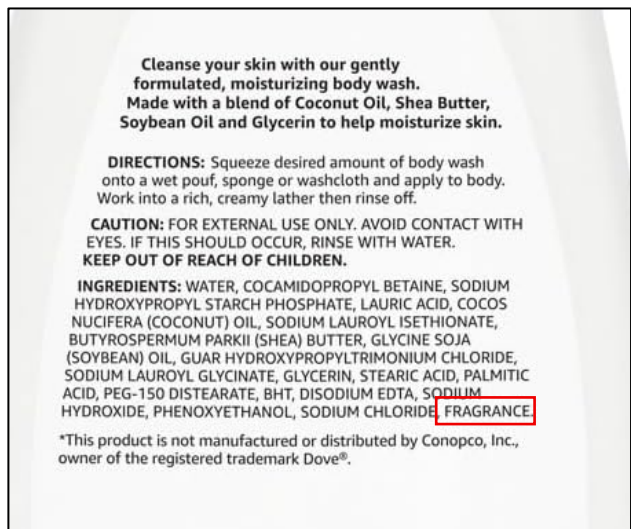 Cleanse your skin with our gently
formulated, moisturizing body wash.
Made with a blend of Coconut Oil, Shea Butter,
Soybean Oil and Glycerin to help moisturize skin.
DIRECTIONS: Squeeze desired amount of body wash
onto a wet pouf, sponge or washcloth and apply to body.
Work into a rich, creamy lather then rinse off.
CAUTION: FOR EXTERNAL USE ONLY. AVOID CONTACT WITH
EYES. IF THIS SHOULD OCCUR, RINSE WITH WATER.
KEEP OUT OF REACH OF CHILDREN.
INGREDIENTS: WATER, COCAMIDOPROPYL BETAINE, SODIUM
HYDROXYPROPYL STARCH PHOSPHATE, LAURIC ACID, COCOS
NUCIFERA (COCONUT) OIL, SODIUM LAUROYL ISETHIONATE,
BUTYROSPERMUM PARKII (SHEA) BUTTER, GLYCINE SOJA
(SOYBEAN) OIL, GUAR HYDROXYPROPYLTRIMONIUM CHLORIDE,
SODIUM LAUROYL GLYCINATE, GLYCERIN, STEARIC ACID, PALMITIC
ACID, PEG-150 DISTEARATE, BHT, DISODIUM EDTA, SODIUM
HYDROXIDE, PHENOXYETHANOL, SODIUM CHLORIDE, FRAGRANCE.
*This product is not manufactured or distributed by Conopco, Inc.,
owner of the registered trademark Dove®.